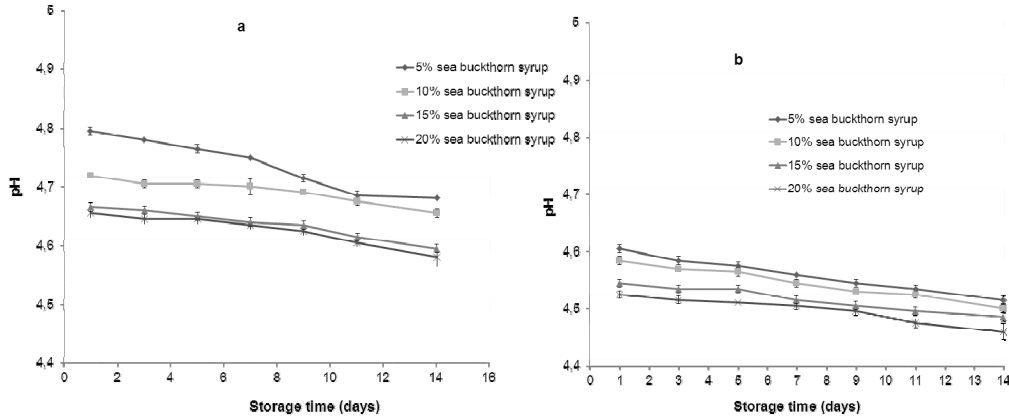 a
5
4,9
4,8
4,7
4,6
4,5
4,4
pH
0 2 4 6 8 10 12 14 16
Storage time (days)
5% sea buckthorn syrup
10% sea buckthorn syrup
15% sea buckthorn syrup
20% sea buckthorn syrup
b
5
4,9
4,8
4,7
4,6
4,5
4,4
pH
0 1 2 3 4 5 6 7 8 9 10 11 12 13 14
Storage time (days)
5% sea buckthorn syrup
10% sea buckthorn syrup
15% sea buckthorn syrup
20% sea buckthorn syrup